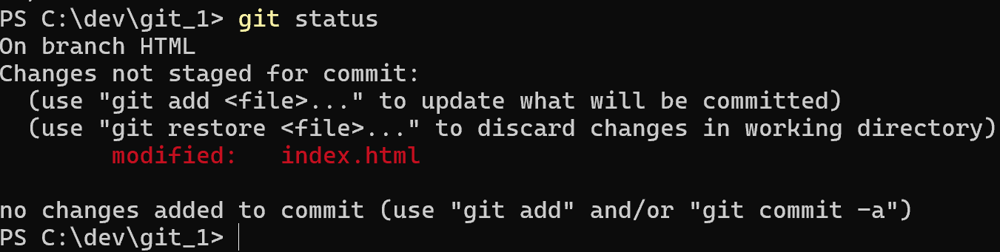 PS C:\dev\git_1> git status
On branch HTML
Changes not staged for commit:
  (use "git add <file>..." to update what will be committed)
  (use "git restore <file>..." to discard changes in working directory)
        modified:   index.html

no changes added to commit (use "git add" and/or "git commit -a")
PS C:\dev\git_1>